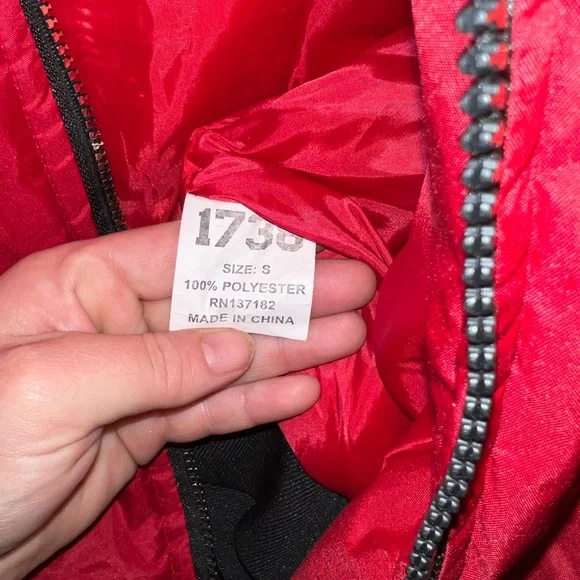 1738
SIZE: S
100% POLYESTER
RN137182
MADE IN CHINA